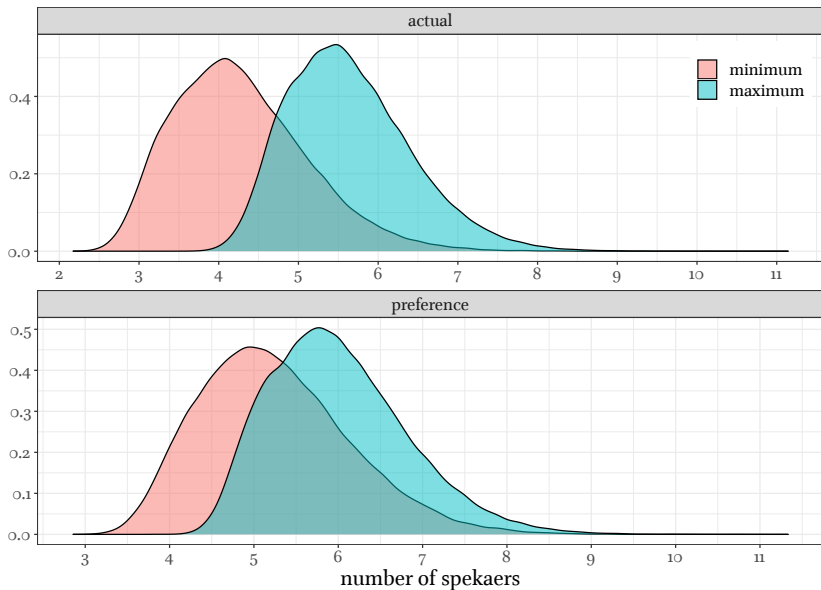 actual
minimum
maximum
0.4
0.2
0.0
2 3 4 5 6 7 8 9 10 11
preference
0.5
0.4
0.3
0.2
0.1
0.0
3 4 5 6 7 8 9 10 11
number of spekaers